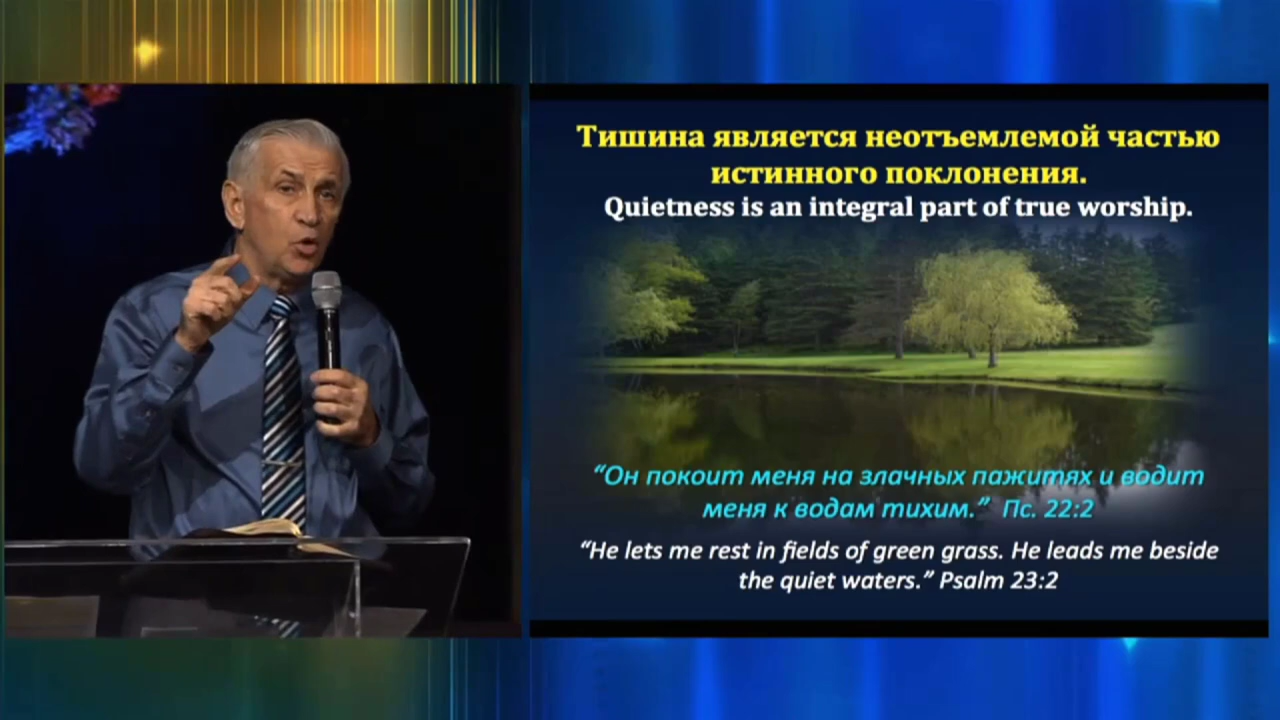 Тишина является неотъемлемой частью
истинного поклонения.
Quietness is an integral part of true worship.
“Он покоит меня на злачных пажитях и водит
меня к водам тихим.” Пс. 22:2
“He lets me rest in fields of green grass. He leads me beside
the quiet waters.” Psalm 23:2